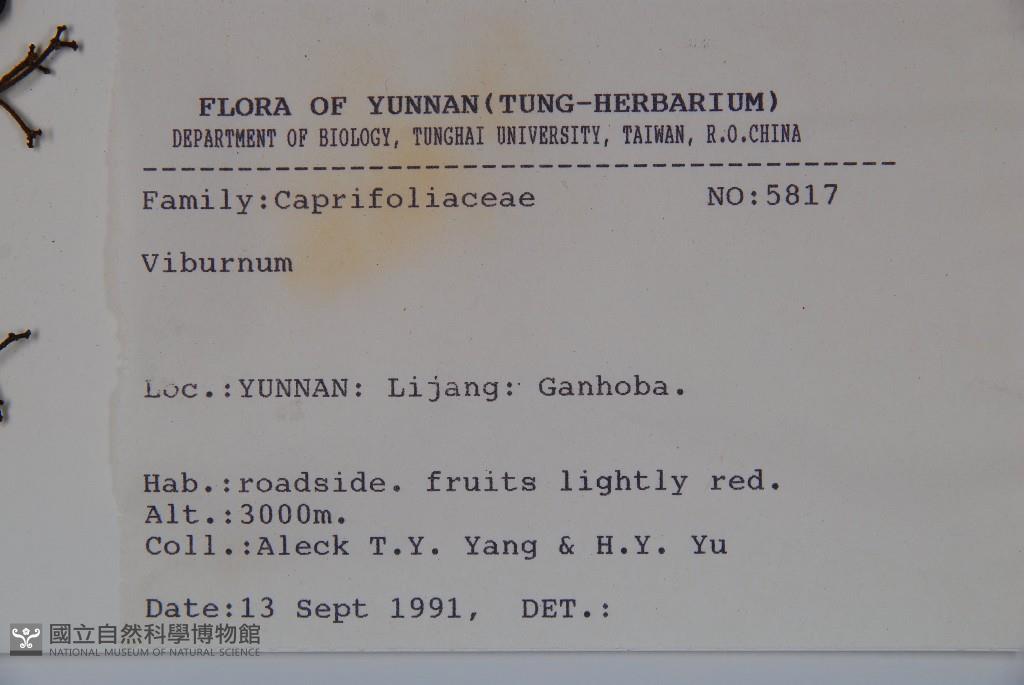 FLORA OF YUNNAN(TUNG-HERBARIUM)
DEPARTMENT OF BIOLOGY, TUNGHAI UNIVERSITY, TAIWAN, R.O.CHINA
----------------------------------------
Family:Caprifoliaceae NO:5817
Viburnum
Loc.:YUNNAN: Lijang: Ganhoba.
Hab.:roadside. fruits lightly red.
Alt.:3000m.
Coll.:Aleck T.Y. Yang & H.Y. Yu
Date:13 Sept 1991, DET.:
國立自然科學博物館
NATIONAL MUSEUM OF NATURAL SCIENCE